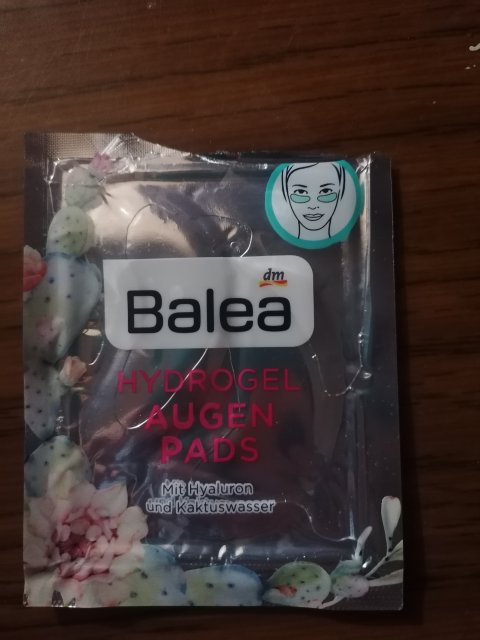 dm
Balea
HYDROGEL
AUGEN
PADS
Mit Hyaluron
und Kaktuswasser